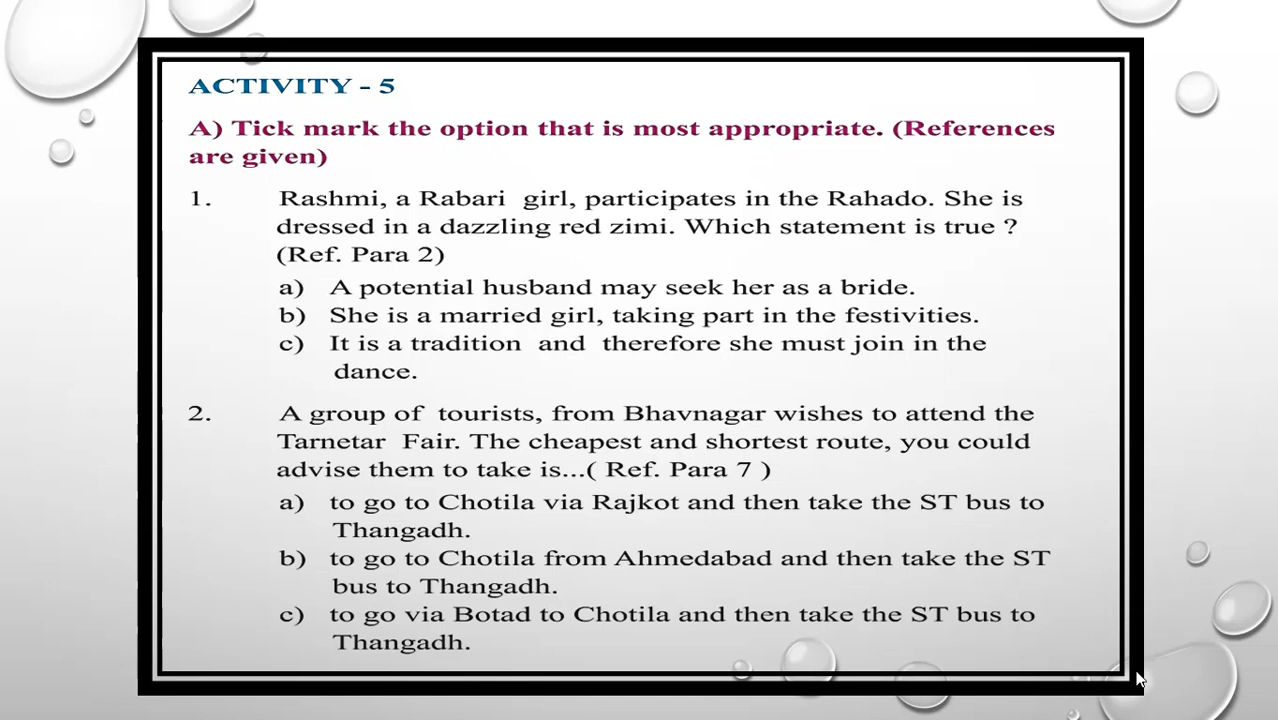 ACTIVITY - 5
A) Tick mark the option that is most appropriate. (References
are given)
1. Rashmi, a Rabari girl, participates in the Rahado. She is
dressed in a dazzling red zimi. Which statement is true ?
(Ref. Para 2)
a) A potential husband may seek her as a bride.
b) She is a married girl, taking part in the festivities.
c) It is a tradition and therefore she must join in the
dance.
2. A group of tourists, from Bhavnagar wishes to attend the
Tarnetar Fair. The cheapest and shortest route, you could
advise them to take is...( Ref. Para 7 )
a) to go to Chotila via Rajkot and then take the ST bus to
Thangadh.
b) to go to Chotila from Ahmedabad and then take the ST
bus to Thangadh.
c) to go via Botad to Chotila and then take the ST bus to
Thangadh.